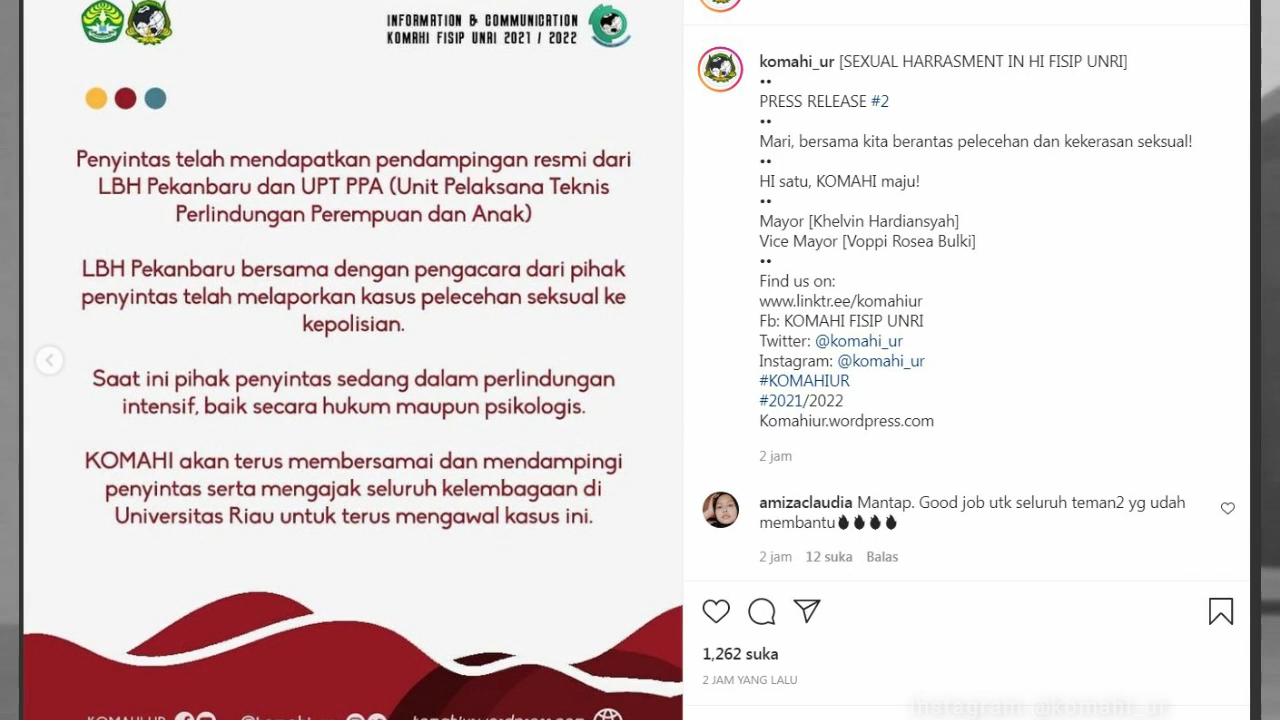 INFORMATION & COMMUNICATION
KOMAHI FISIP UNRI 2021 / 2022
Penyintas telah mendapatkan pendampingan resmi dari
LBH Pekanbaru dan UPT PPA (Unit Pelaksana Teknis
Perlindungan Perempuan dan Anak)
LBH Pekanbaru bersama dengan pengacara dari pihak
penyintas telah melaporkan kasus pelecehan seksual ke
kepolisian.
Saat ini pihak penyintas sedang dalam perlindungan
intensif, baik secara hukum maupun psikologis.
KOMAHI akan terus membersamai dan mendampingi
penyintas serta mengajak seluruh kelembagaan di
Universitas Riau untuk terus mengawal kasus ini.
komahi_ur [SEXUAL HARRASMENT IN HI FISIP UNRI]
••
PRESS RELEASE #2
••
Mari, bersama kita berantas pelecehan dan kekerasan seksual!
••
HI satu, KOMAHI maju!
••
Mayor [Khelvin Hardiansyah]
Vice Mayor [Voppi Rosea Bulki]
••
Find us on:
www.linktr.ee/komahiur
Fb: KOMAHI FISIP UNRI
Twitter: @komahi_ur
Instagram: @komahi_ur
#KOMAHIUR
#2021/2022
Komahiur.wordpress.com
2 jam
amizaclaudia Mantap. Good job utk seluruh teman2 yg udah
membantu
2 jam 12 suka Balas
1,262 suka
2 JAM YANG LALU
Instagram @komahi_ur